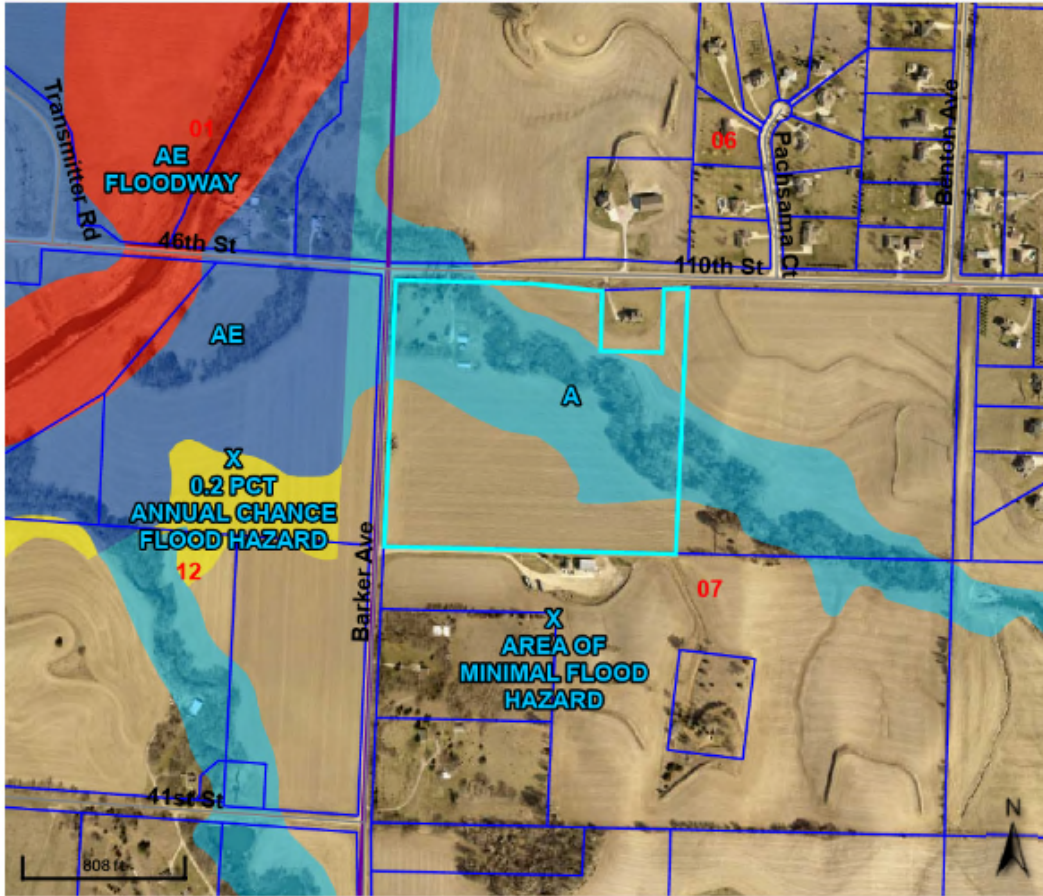 Transmitter Rd
01
AE
FLOODWAY
46th St
AE
06
Pachsama Ct
Benton Ave
110th St
A
X
0.2 PCT
ANNUAL CHANCE
FLOOD HAZARD
12
Barker Ave
07
X
AREA OF
MINIMAL FLOOD
HAZARD
41st St
808 ft
N